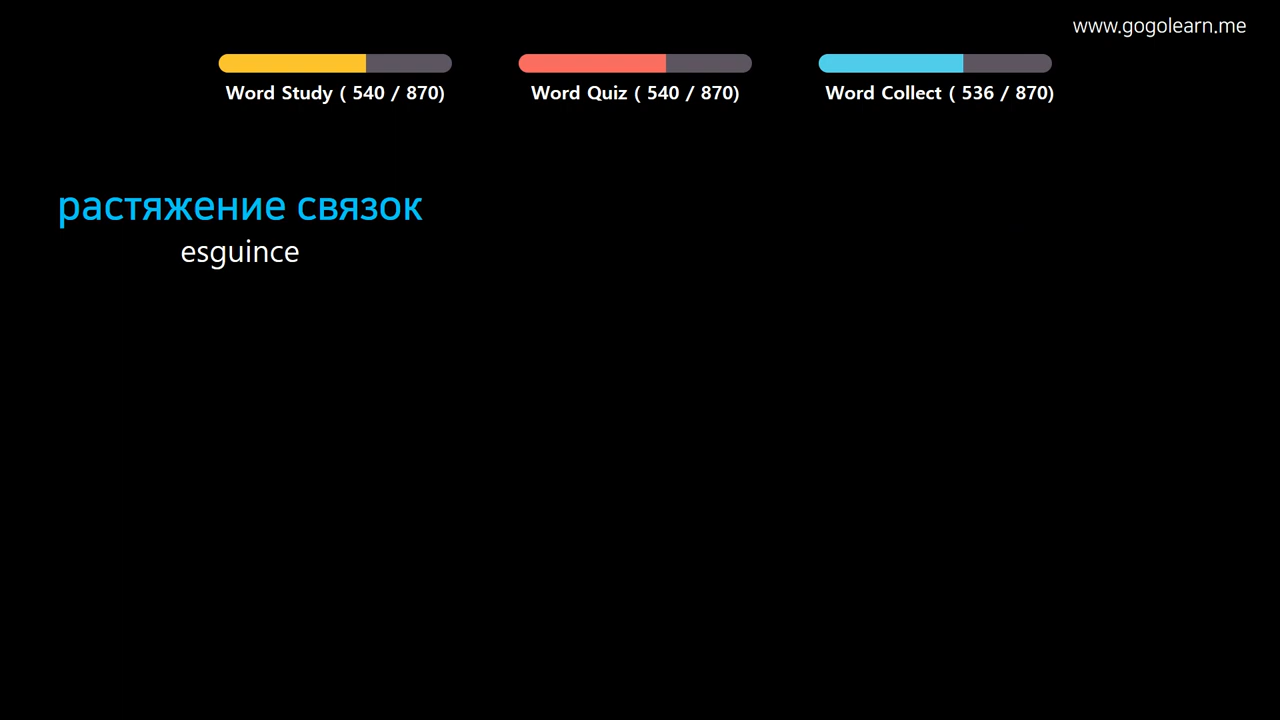 www.gogolearn.me
Word Study ( 540 / 870)
Word Quiz ( 540 / 870)
Word Collect ( 536 / 870)
растяжение связок
esguince